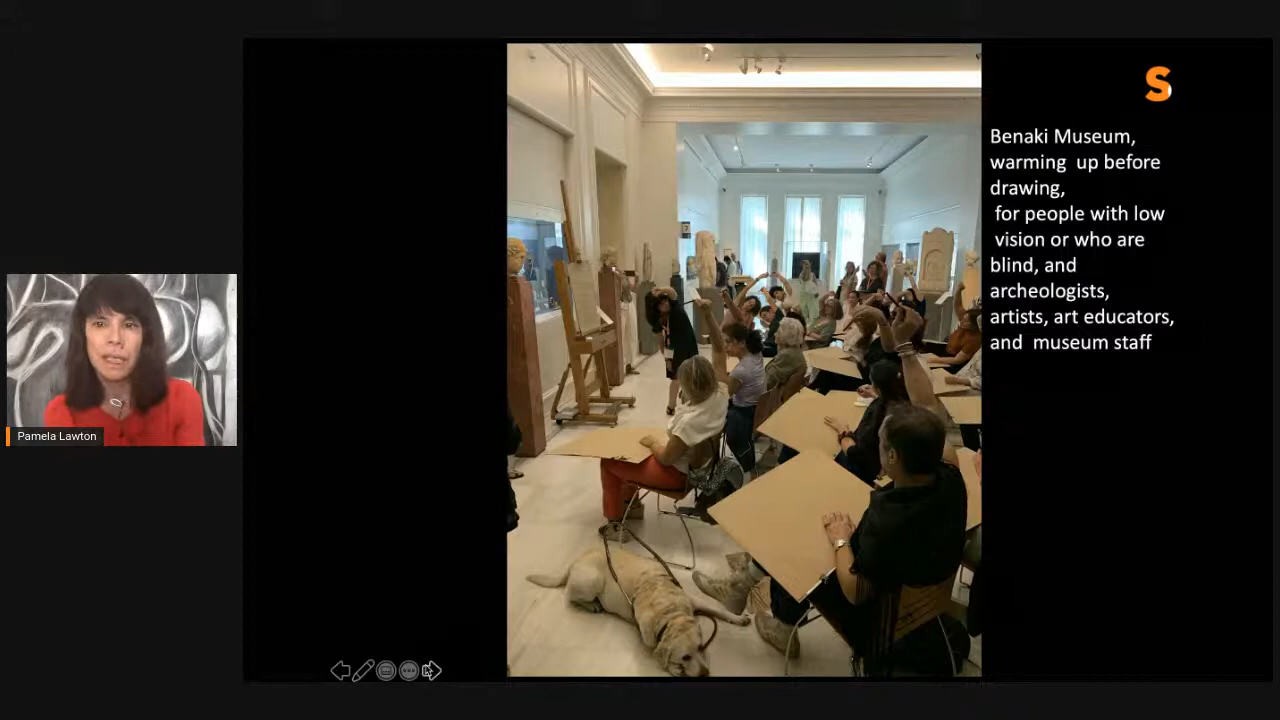 S
Benaki Museum,
warming  up before
drawing,
for people with low
vision or who are
blind, and
archeologists,
artists, art educators,
and  museum staff
Pamela Lawton